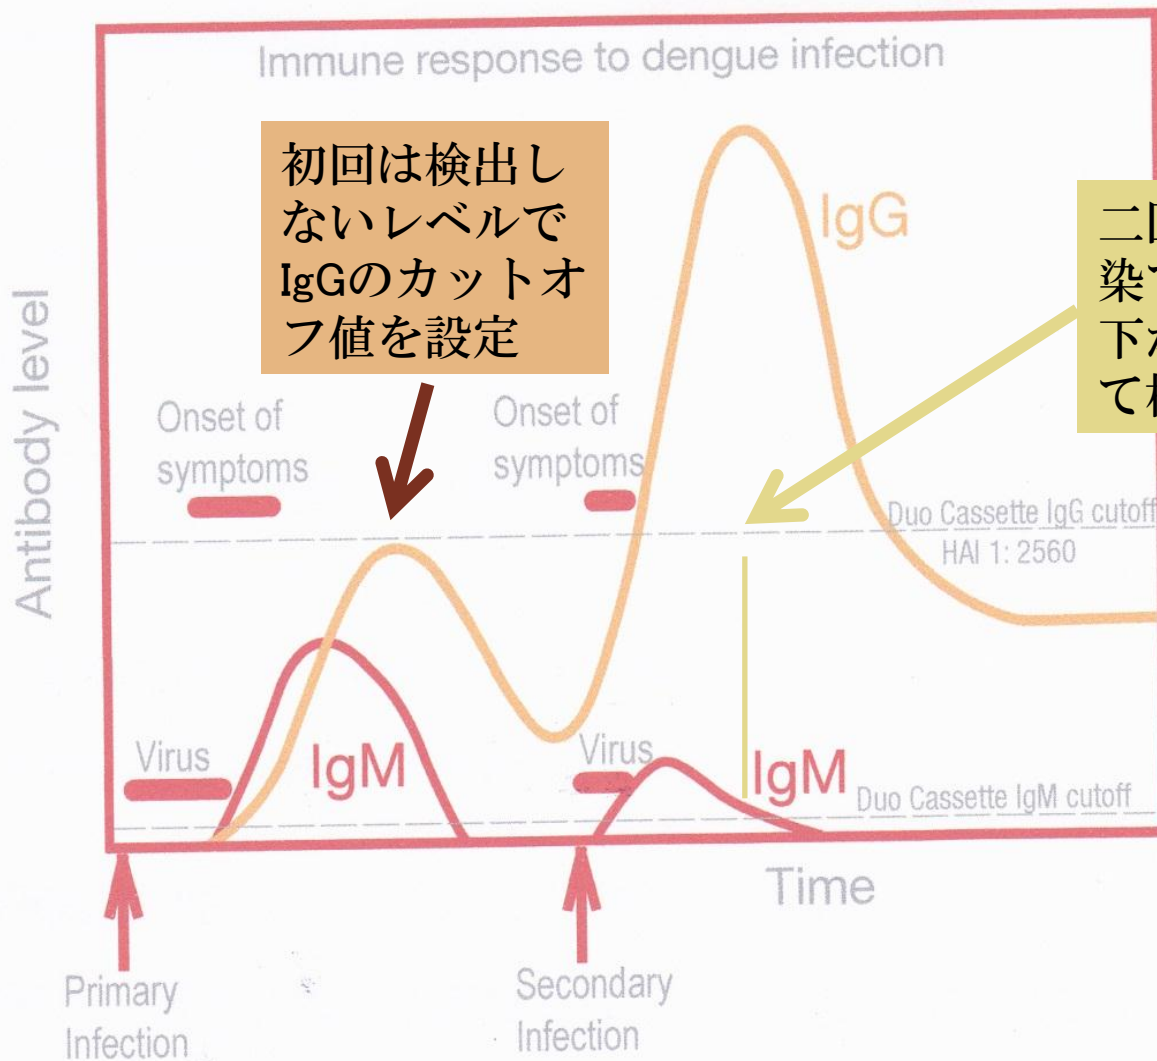 Immune response to dengue infection
初回は検出し
ないレベルで
IgGのカットオ
フ値を設定
IgG
二
染
下
て
Antibody level
Onset of
symptoms
Onset of
symptoms
Duo Cassette IgG cutoff
HAI 1: 2560
Virus
IgM
Virus
IgM
Duo Cassette IgM cutoff
Time
Primary
Infection
Secondary
Infection